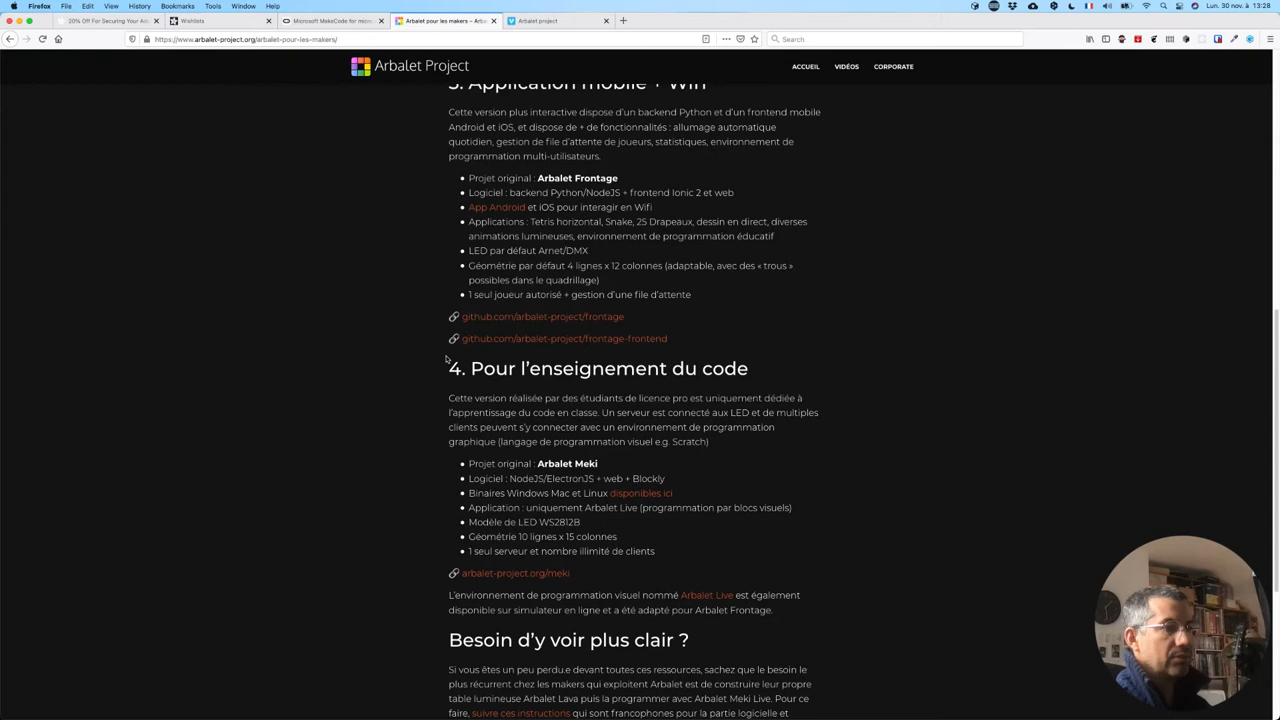 Firefox File Edit View History Bookmarks Tools Window Help
Lun. 30 nov. à 13:28
20% Off For Securing Your
Wishlists
Microsoft MakeCode for micro
Arbalet pour les makers – Arba
Arbalet project
https://www.arbalet-project.org/arbalet-pour-les-makers/
Search
Arbalet Project
ACCUEIL VIDÉOS CORPORATE
3. Application mobile + Wifi
Cette version plus interactive dispose d'un backend Python et d'un frontend mobile
Android et iOS, et dispose de + de fonctionnalités : allumage automatique
quotidien, gestion de file d'attente de joueurs, statistiques, environnement de
programmation multi-utilisateurs.
• Projet original : Arbalet Frontage
• Logiciel : backend Python/NodeJS + frontend Ionic 2 et web
• App Android et iOS pour interagir en Wifi
• Applications : Tetris horizontal, Snake, 25 Drapeaux, dessin en direct, diverses
animations lumineuses, environnement de programmation éducatif
• LED par défaut Arnet/DMX
• Géométrie par défaut 4 lignes x 12 colonnes (adaptable, avec des « trous »
possibles dans le quadrillage)
• 1 seul joueur autorisé + gestion d'une file d'attente
github.com/arbalet-project/frontage
github.com/arbalet-project/frontage-frontend
4. Pour l'enseignement du code
Cette version réalisée par des étudiants de licence pro est uniquement dédiée à
l'apprentissage du code en classe. Un serveur est connecté aux LED et de multiples
clients peuvent s'y connecter avec un environnement de programmation
graphique (langage de programmation visuel e.g. Scratch)
• Projet original : Arbalet Meki
• Logiciel : NodeJS/ElectronJS + web + Blockly
• Binaires Windows Mac et Linux disponibles ici
• Application : uniquement Arbalet Live (programmation par blocs visuels)
• Modèle de LED WS2812B
• Géométrie 10 lignes x 15 colonnes
• 1 seul serveur et nombre illimité de clients
arbalet-project.org/meki
L'environnement de programmation visuel nommé Arbalet Live est également
disponible sur simulateur en ligne et a été adapté pour Arbalet Frontage.
Besoin d'y voir plus clair ?
Si vous êtes un peu perdu.e devant toutes ces ressources, sachez que le besoin le
plus récurrent chez les makers qui exploitent Arbalet est de construire leur propre
table lumineuse Arbalet Lava puis la programmer avec Arbalet Meki Live. Pour ce
faire, suivre ces instructions qui sont francophones pour la partie logicielle et